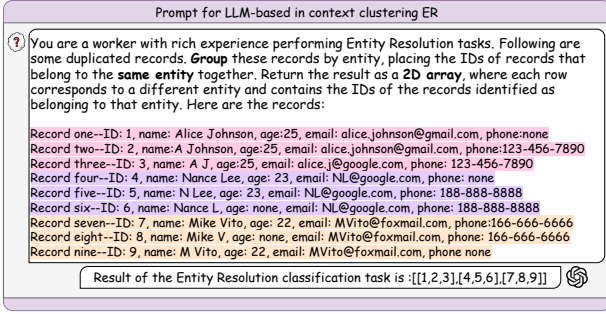 Prompt for LLM-based in context clustering ER
?
You are a worker with rich experience performing Entity Resolution tasks. Following are
some duplicated records. Group these records by entity, placing the IDs of records that
belong to the same entity together. Return the result as a 2D array, where each row
corresponds to a different entity and contains the IDs of the records identified as
belonging to that entity. Here are the records:
Record one--ID: 1, name: Alice Johnson, age:25, email: alice.johnson@gmail.com, phone:none
Record two--ID: 2, name:A Johnson, age:25, email: alice.johnson@gmail.com, phone:123-456-7890
Record three--ID: 3, name: A J, age:25, email: alice.j@google.com, phone: 123-456-7890
Record four--ID: 4, name: Nance Lee, age: 23, email: NL@google.com, phone: none
Record five--ID: 5, name: N Lee, age: 23, email: NL@google.com, phone: 188-888-8888
Record six--ID: 6, name: Nance L, age: none, email: NL@google.com, phone: 188-888-8888
Record seven--ID: 7, name: Mike Vito, age: 22, email: MVito@foxmail.com, phone:166-666-6666
Record eight--ID: 8, name: Mike V, age: none, email: MVito@foxmail.com, phone: 166-666-6666
Record nine--ID: 9, name: M Vito, age: 22, email: MVito@foxmail.com, phone none
Result of the Entity Resolution classification task is :[[1,2,3],[4,5,6],[7,8,9]]